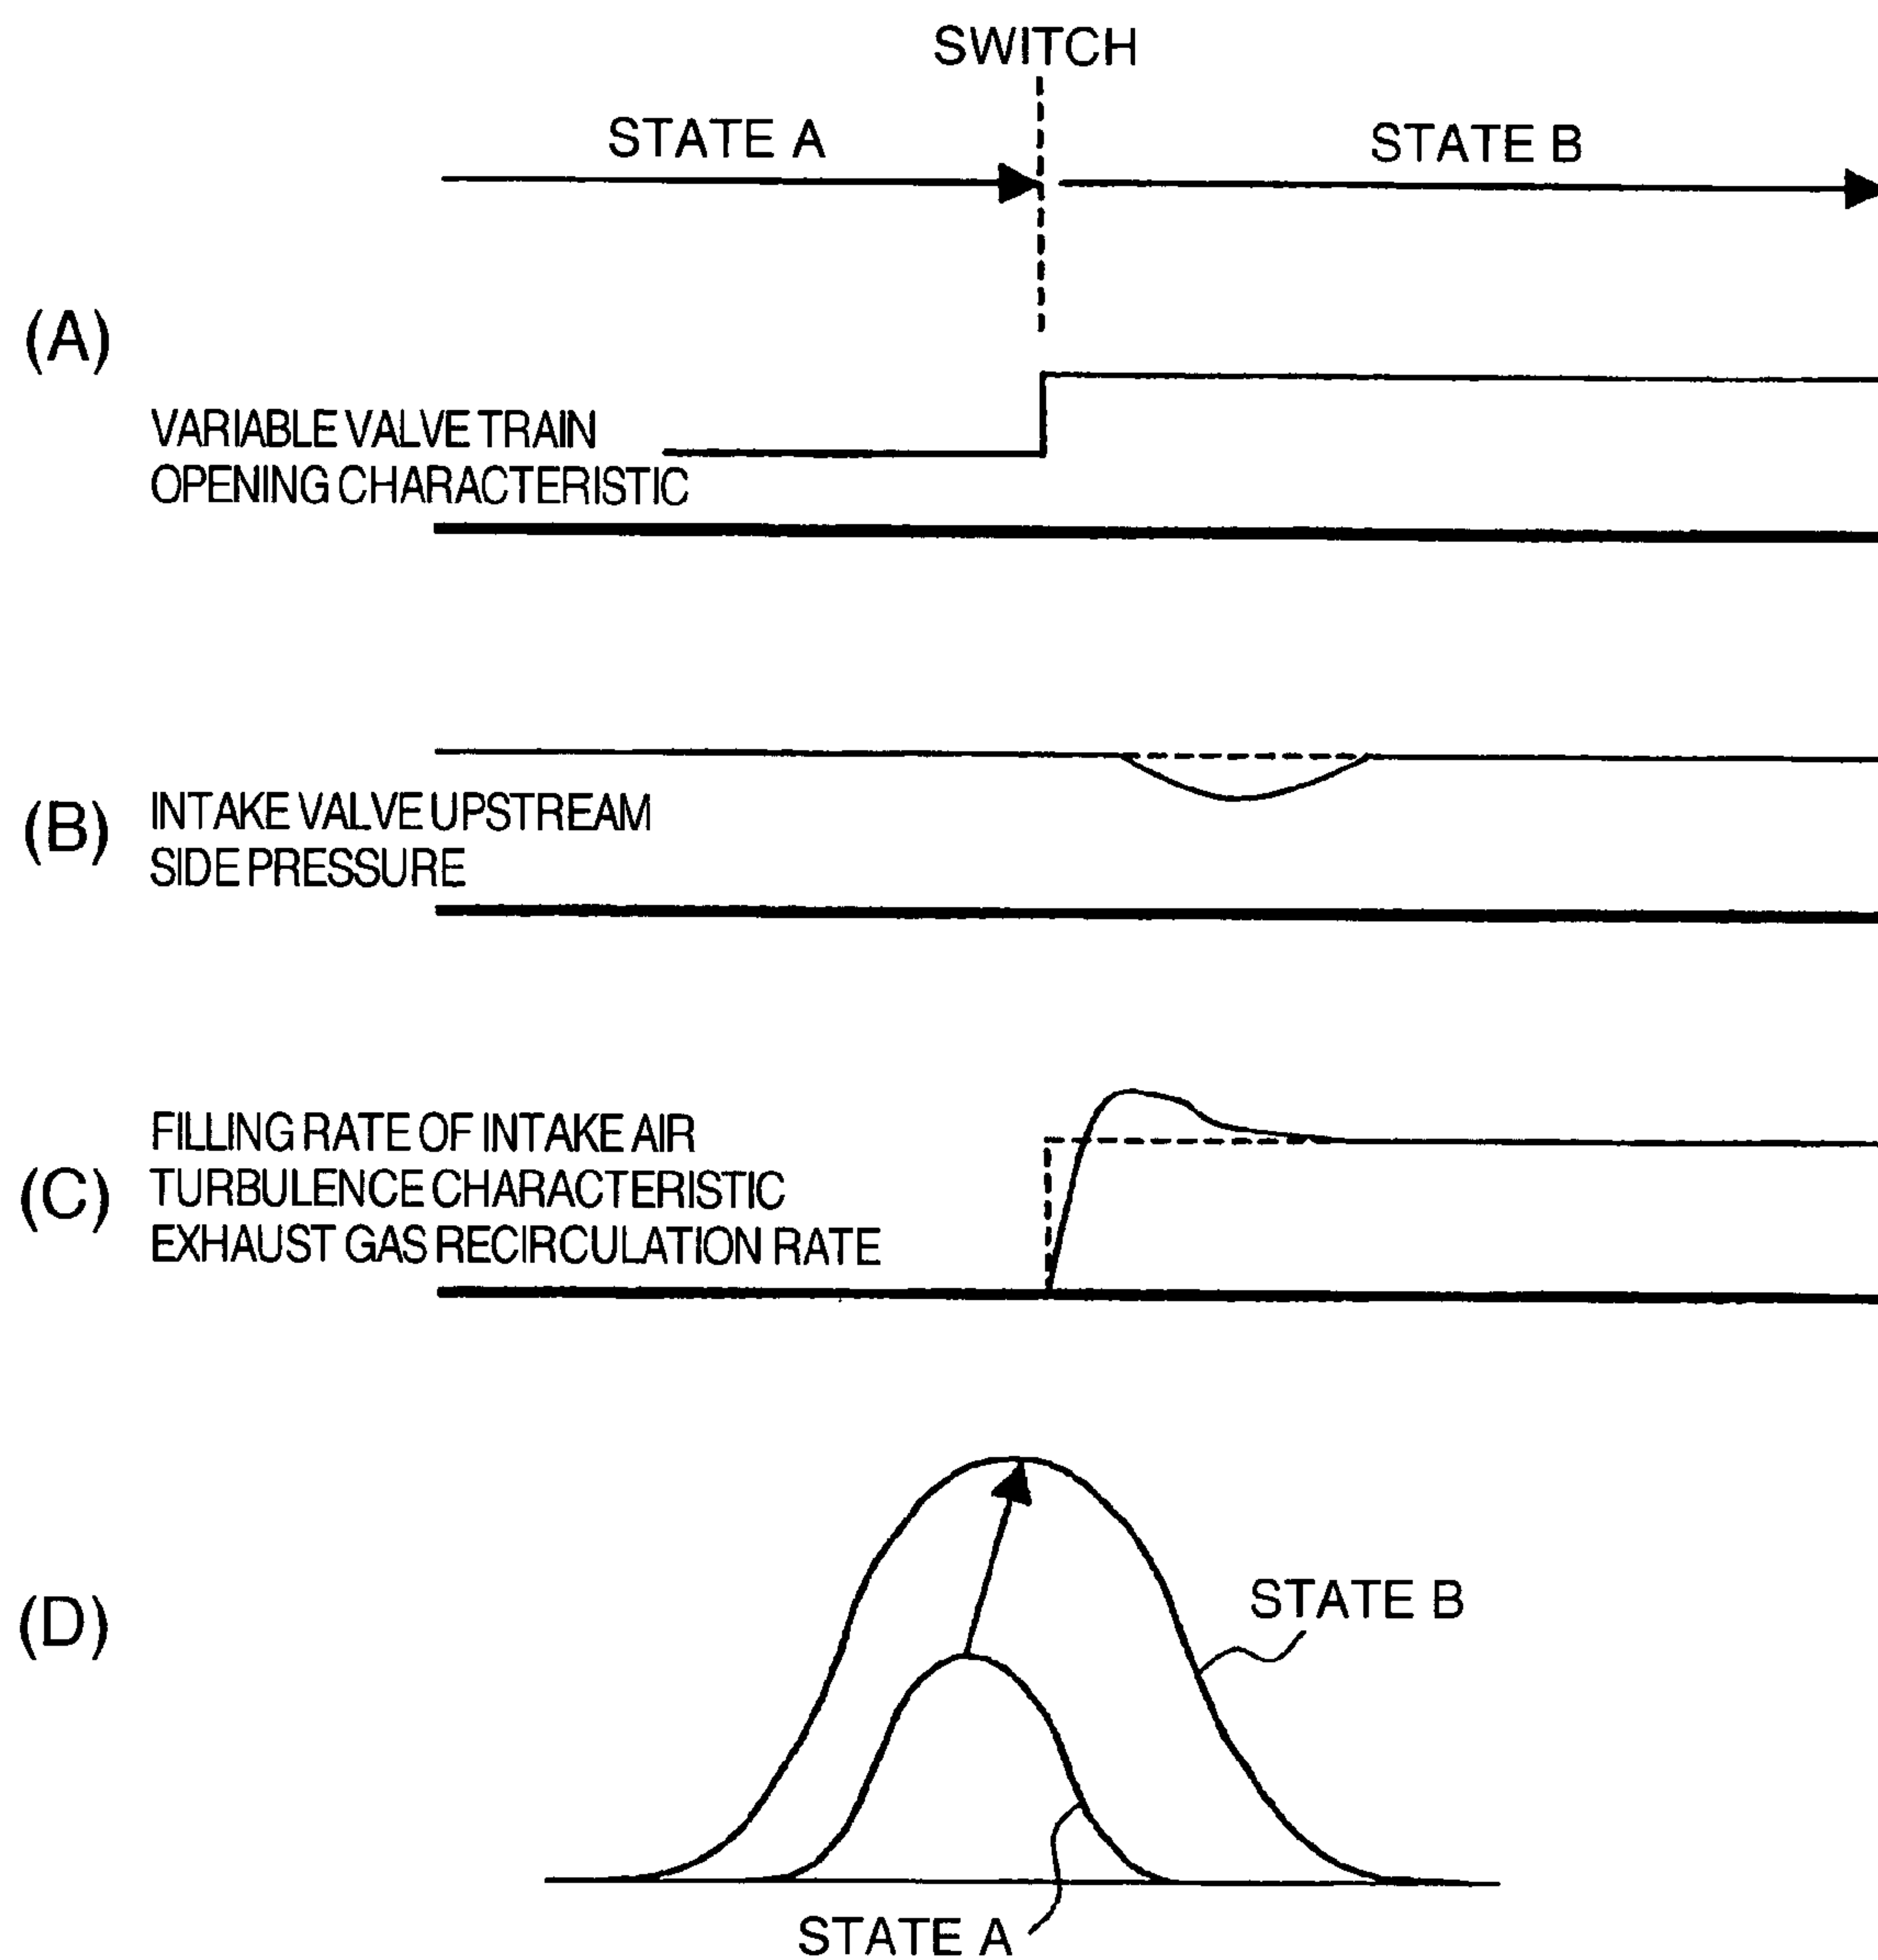 SWITCH
STATE A
STATE B
(A)
VARIABLE VALVE TRAIN
OPENING CHARACTERISTIC
(B)
INTAKE VALVE UPSTREAM
SIDE PRESSURE
(C)
FILLING RATE OF INTAKE AIR
TURBULENCE CHARACTERISTIC
EXHAUST GAS RECIRCULATION RATE
(D)
STATE B
STATE A